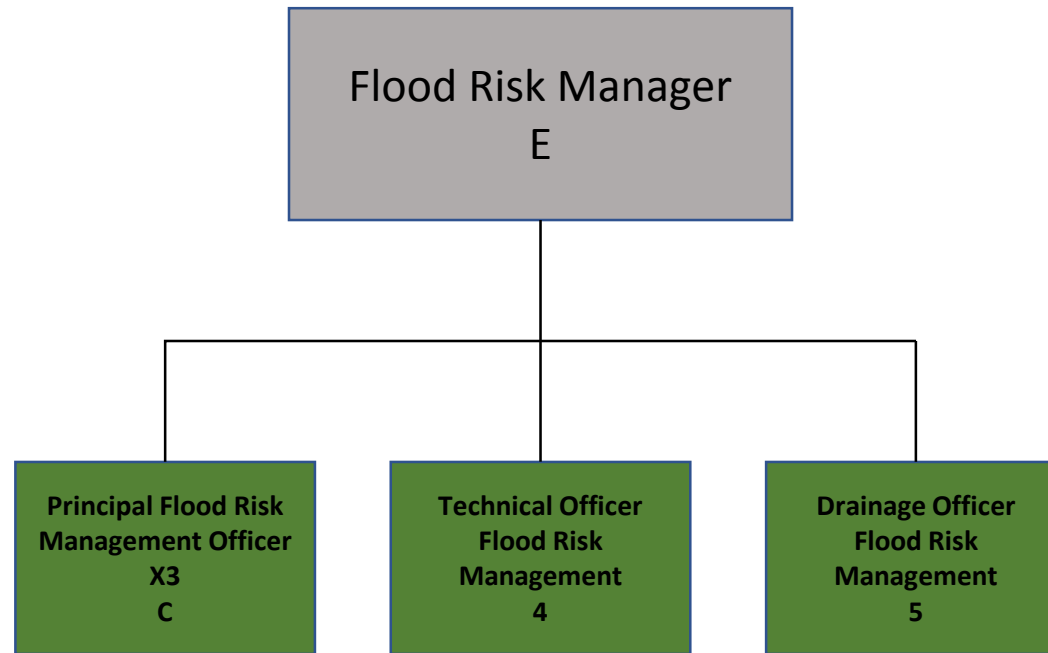 Flood Risk Manager
E
Principal Flood Risk
Management Officer
X3
C
Technical Officer
Flood Risk
Management
4
Drainage Officer
Flood Risk
Management
5